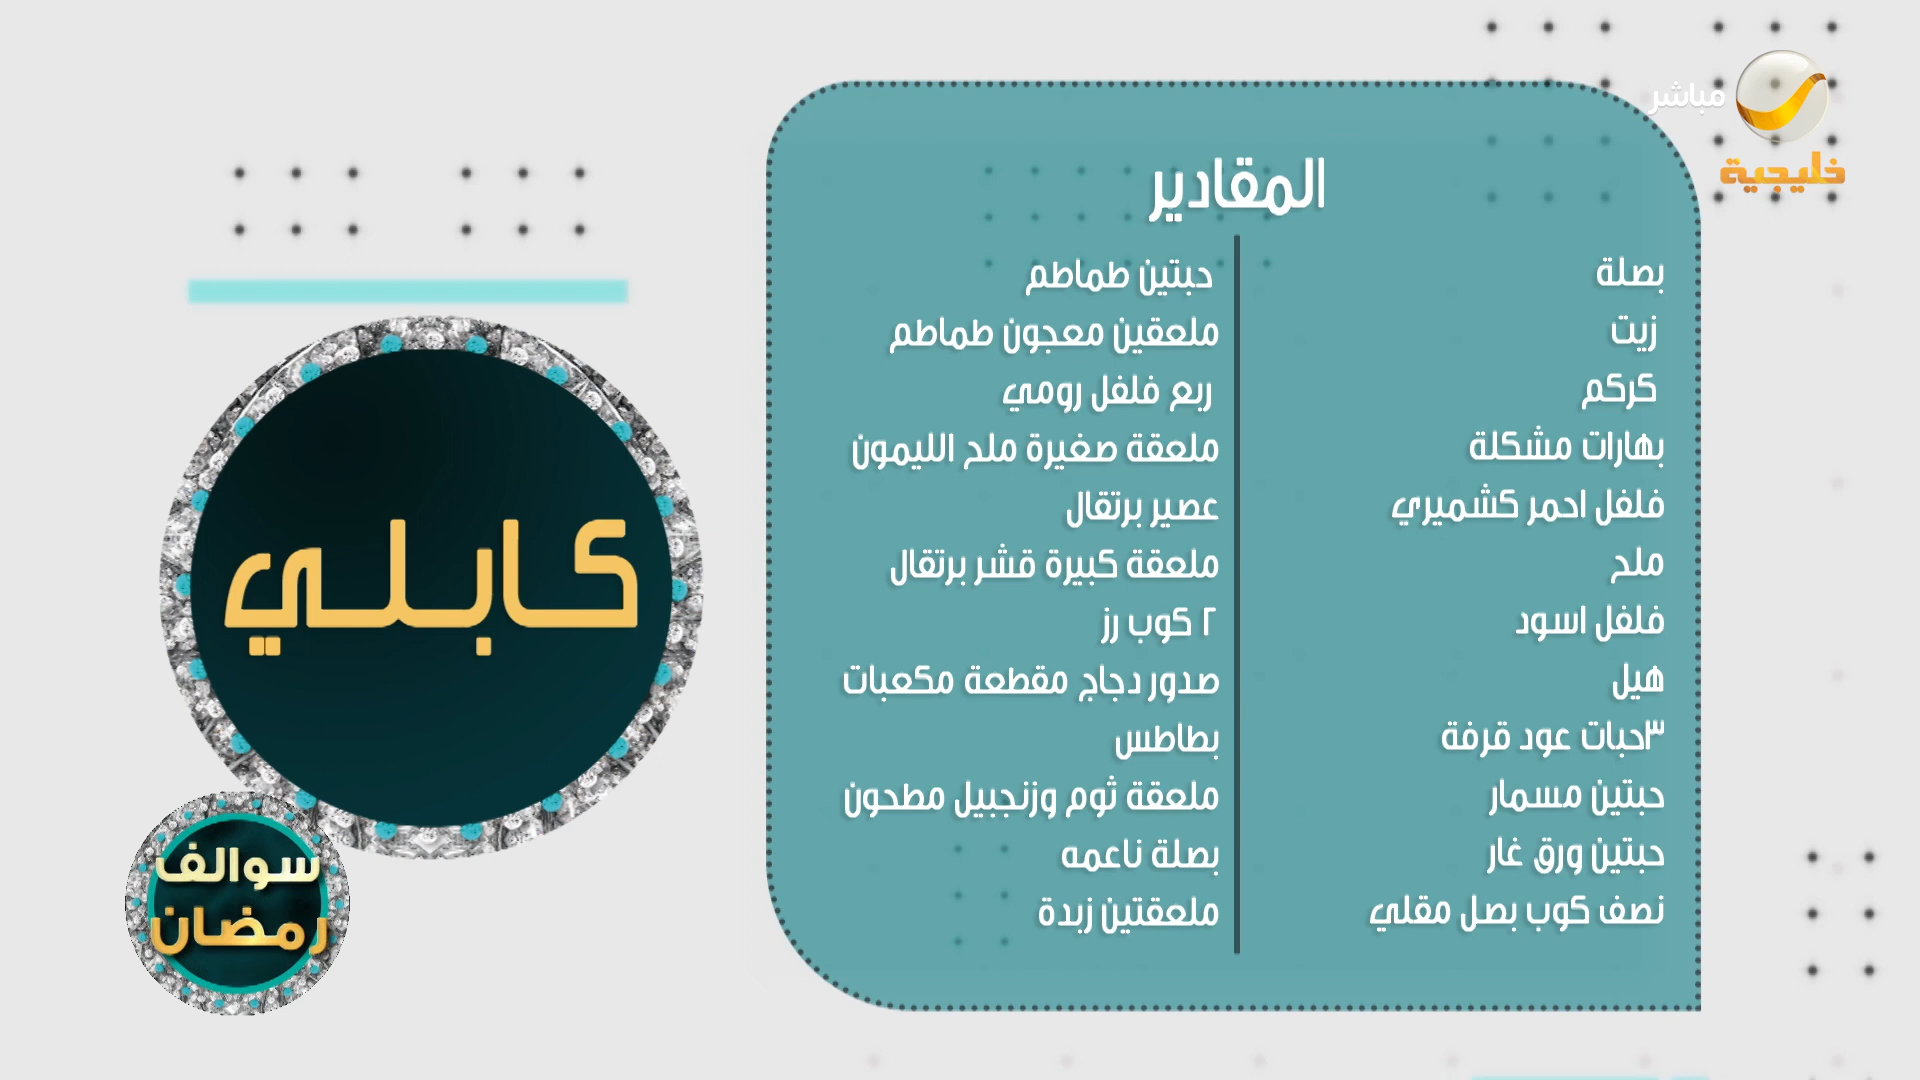 مباشر
خليجية
المقادير
بصلة
زيت
كركم
بهارات مشكلة
فلفل احمر كشميري
ملح
فلفل اسود
هيل
٣حبات عود قرفة
حبتين مسمار
حبتين ورق غار
نصف كوب بصل مقلي
حبتين طماطم
ملعقين معجون طماطم
ربع فلفل رومي
ملعقة صغيرة ملح الليمون
عصير برتقال
ملعقة كبيرة قشر برتقال
٢ كوب رز
صدور دجاج مقطعة مكعبات
بطاطس
ملعقة ثوم وزنجبيل مطحون
بصلة ناعمه
ملعقتين زبدة
كابلي
سوالف
رمضان